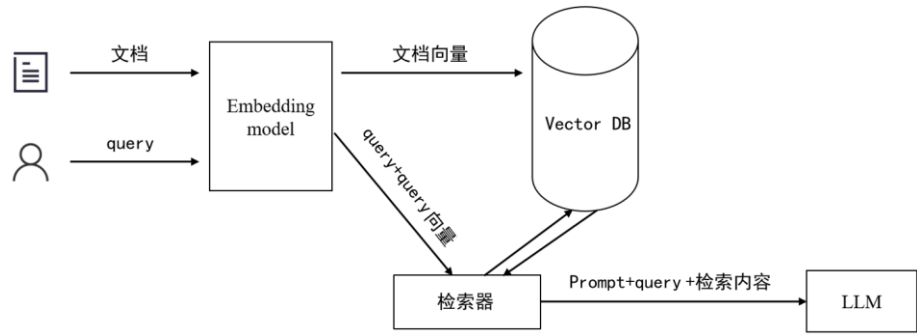 文档
文档向量
Embedding
model
Vector DB
query
query+query向量
检索器
Prompt+query+检索内容
LLM